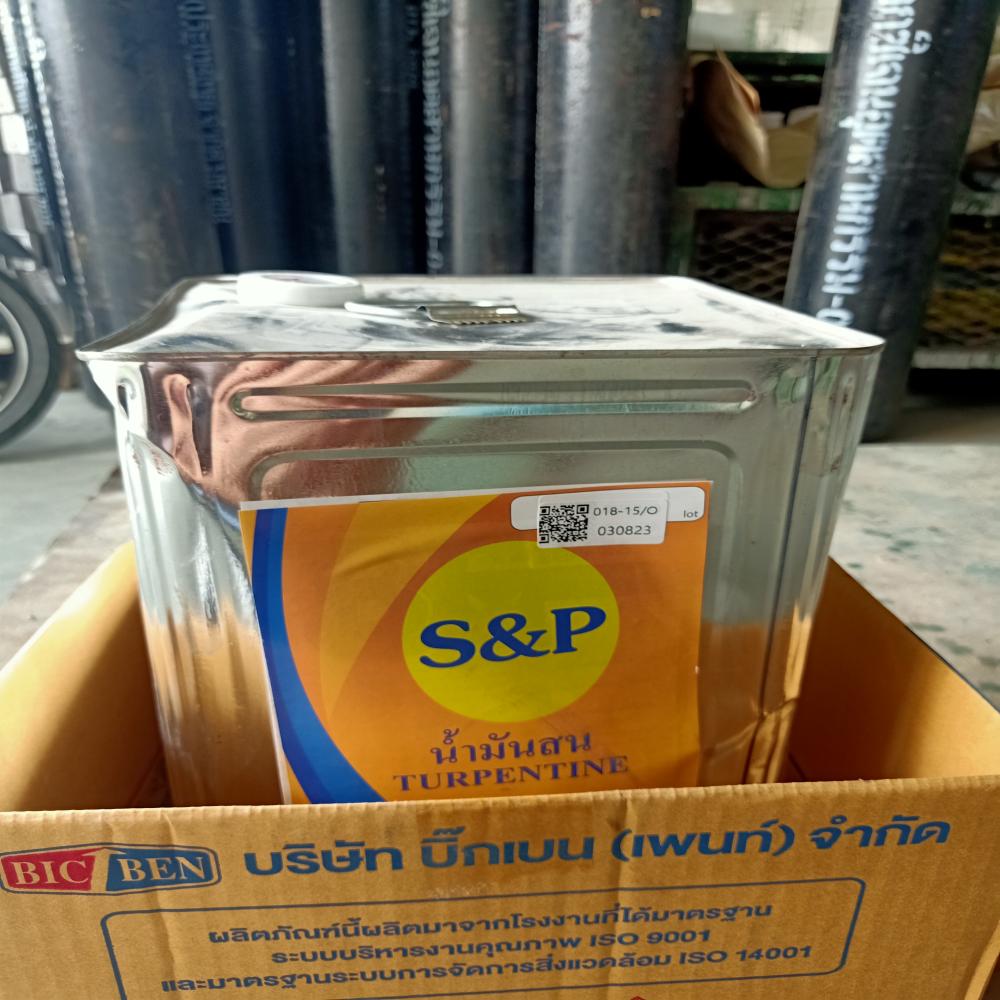 018-15/O
lot
030823
S&P
น้ำมันสน
TURPENTINE
BIC BEN
บริษัท บิ๊กเบน (เพนท์) จำกัด
ผลิตภัณฑ์นี้ผลิตมาจากโรงงานที่ได้มาตรฐาน
ระบบบริหารงานคุณภาพ ISO 9001
และมาตรฐานระบบการจัดการสิ่งแวดล้อม ISO 14001